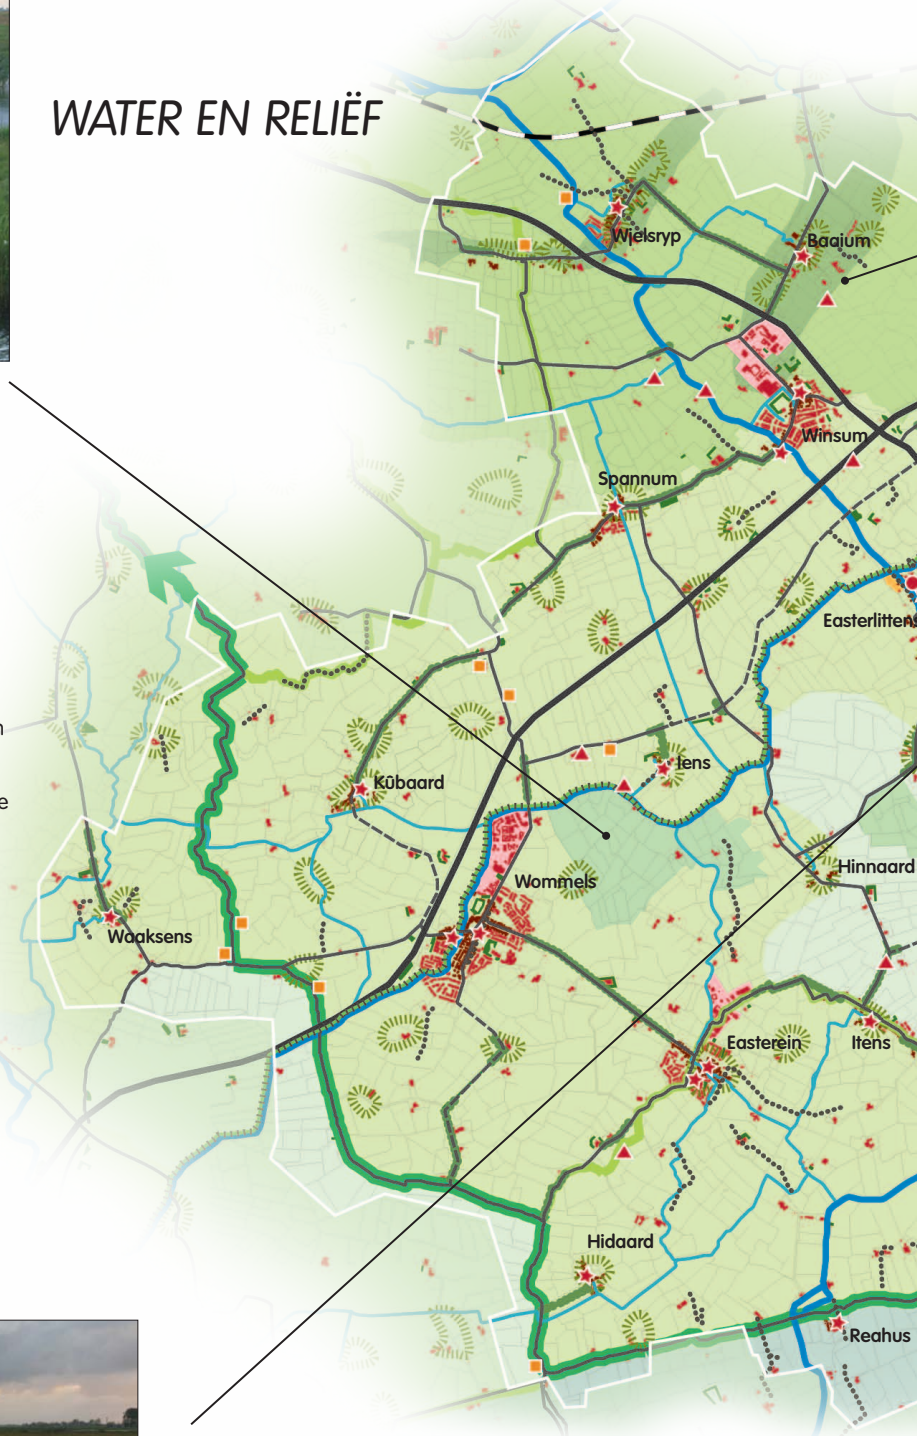 WATER EN RELIËF
Wjelsryp
Baaium
Winsum
Spannum
Easterlittens
n
Iens
Kûbaard
e
Hinnaard
Wommels
Waaksens
Easterein
Itens
Hidaard
Reahus